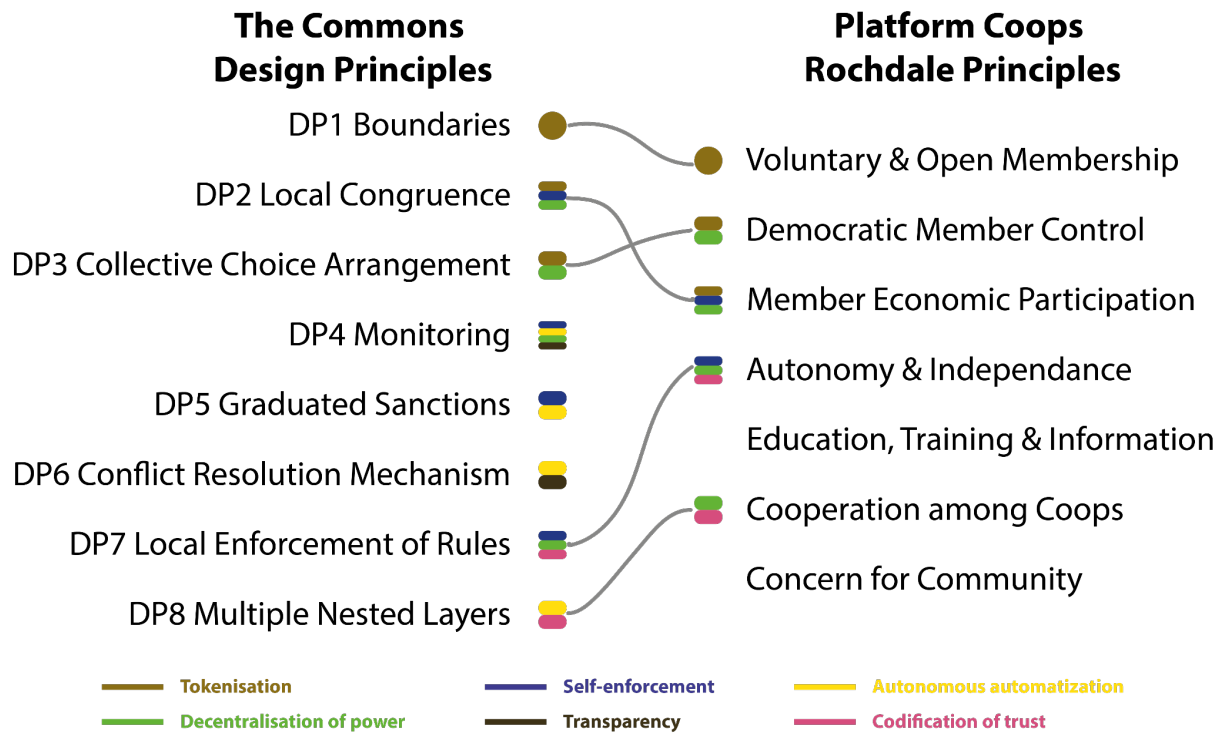 The Commons
Design Principles
DP1 Boundaries
DP2 Local Congruence
DP3 Collective Choice Arrangement
DP4 Monitoring
DP5 Graduated Sanctions
DP6 Conflict Resolution Mechanism
DP7 Local Enforcement of Rules
DP8 Multiple Nested Layers
Platform Coops
Rochdale Principles
Voluntary & Open Membership
Democratic Member Control
Member Economic Participation
Autonomy & Independance
Education, Training & Information
Cooperation among Coops
Concern for Community
Tokenisation
Self-enforcement
Autonomous automatization
Decentralisation of power
Transparency
Codification of trust